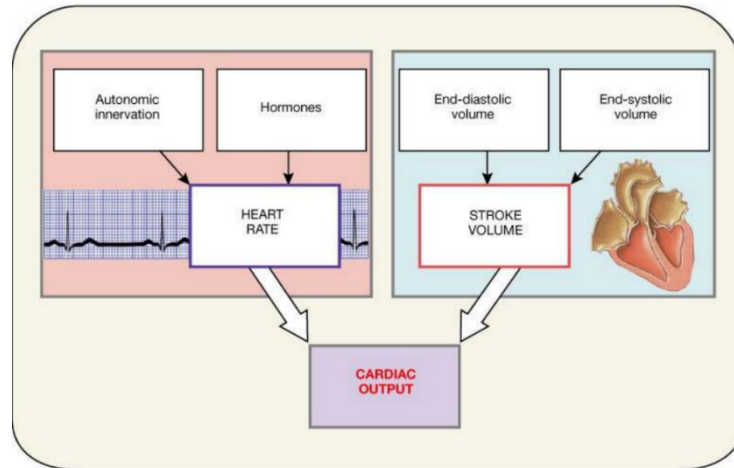 Autonomic
innervation
Hormones
End-diastolic
volume
End-systolic
volume
HEART
RATE
STROKE
VOLUME
CARDIAC
OUTPUT